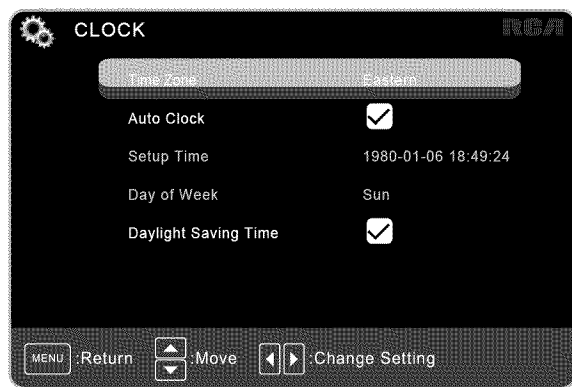 CLOCK RCA
Time Zone Eastern
Auto Clock
Setup Time 1980-01-06 18:49:24
Day of Week Sun
Daylight Saving Time
MENU :Return :Move :Change Setting